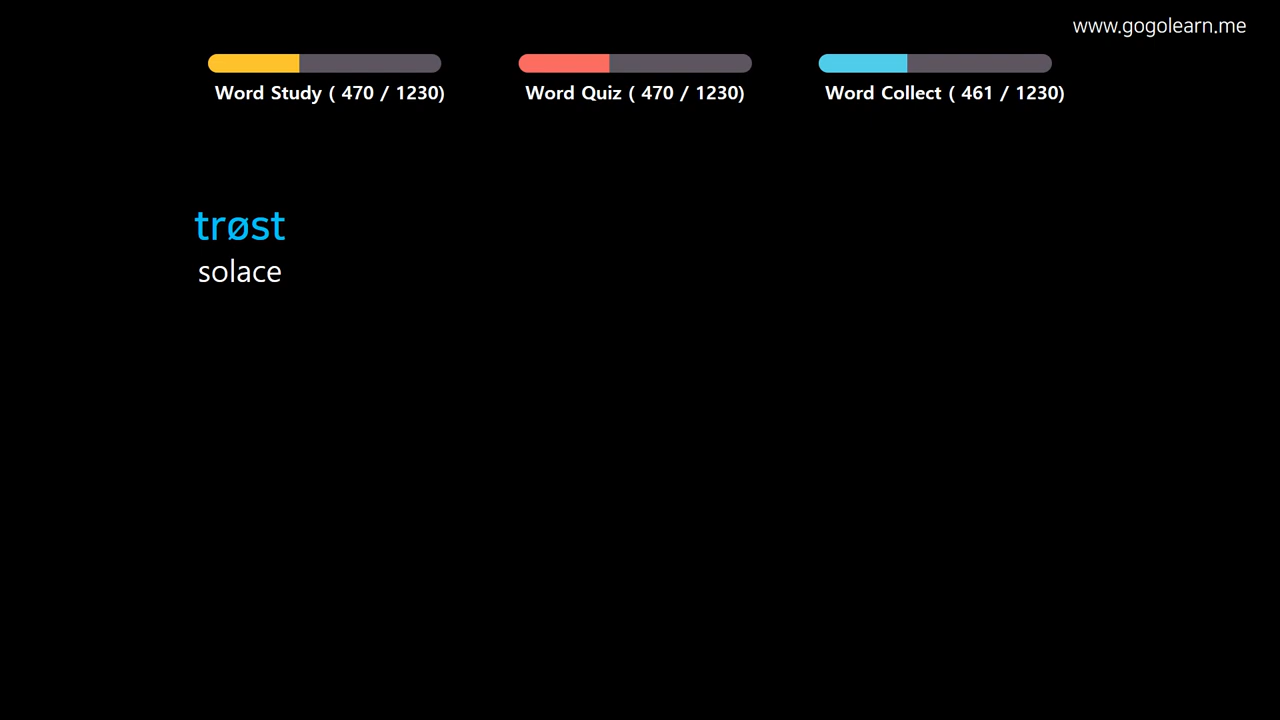 www.gogolearn.me
Word Study ( 470 / 1230)
Word Quiz ( 470 / 1230)
Word Collect ( 461 / 1230)
trøst
solace